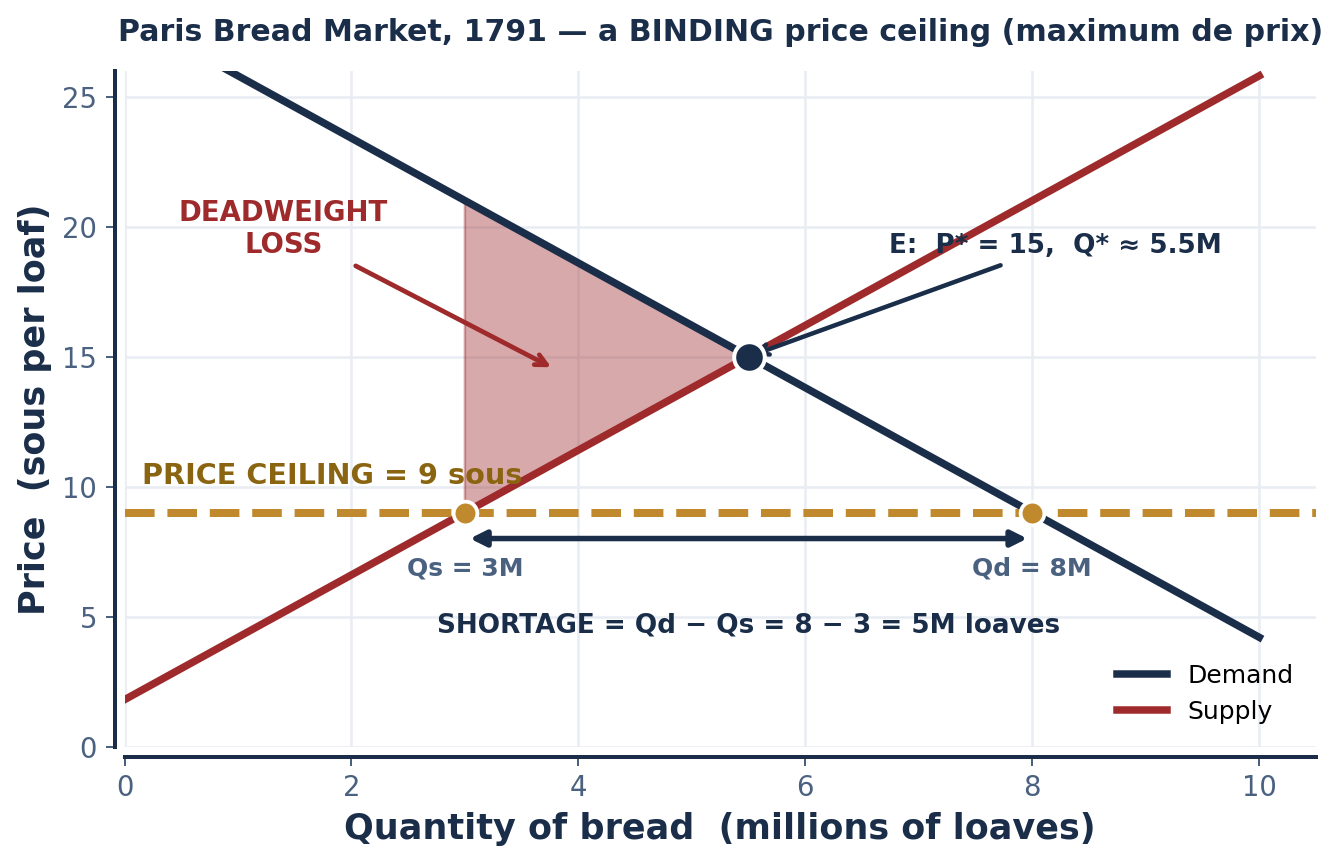 Paris Bread Market, 1791 — a BINDING price ceiling (maximum de prix)
Price  (sous per loaf)
25
20
15
10
5
0
DEADWEIGHT
LOSS
E:  P* = 15,  Q* ≈ 5.5M
PRICE CEILING = 9 sous
Qs = 3M
Qd = 8M
SHORTAGE = Qd − Qs = 8 − 3 = 5M loaves
Demand
Supply
0
2
4
6
8
10
Quantity of bread  (millions of loaves)